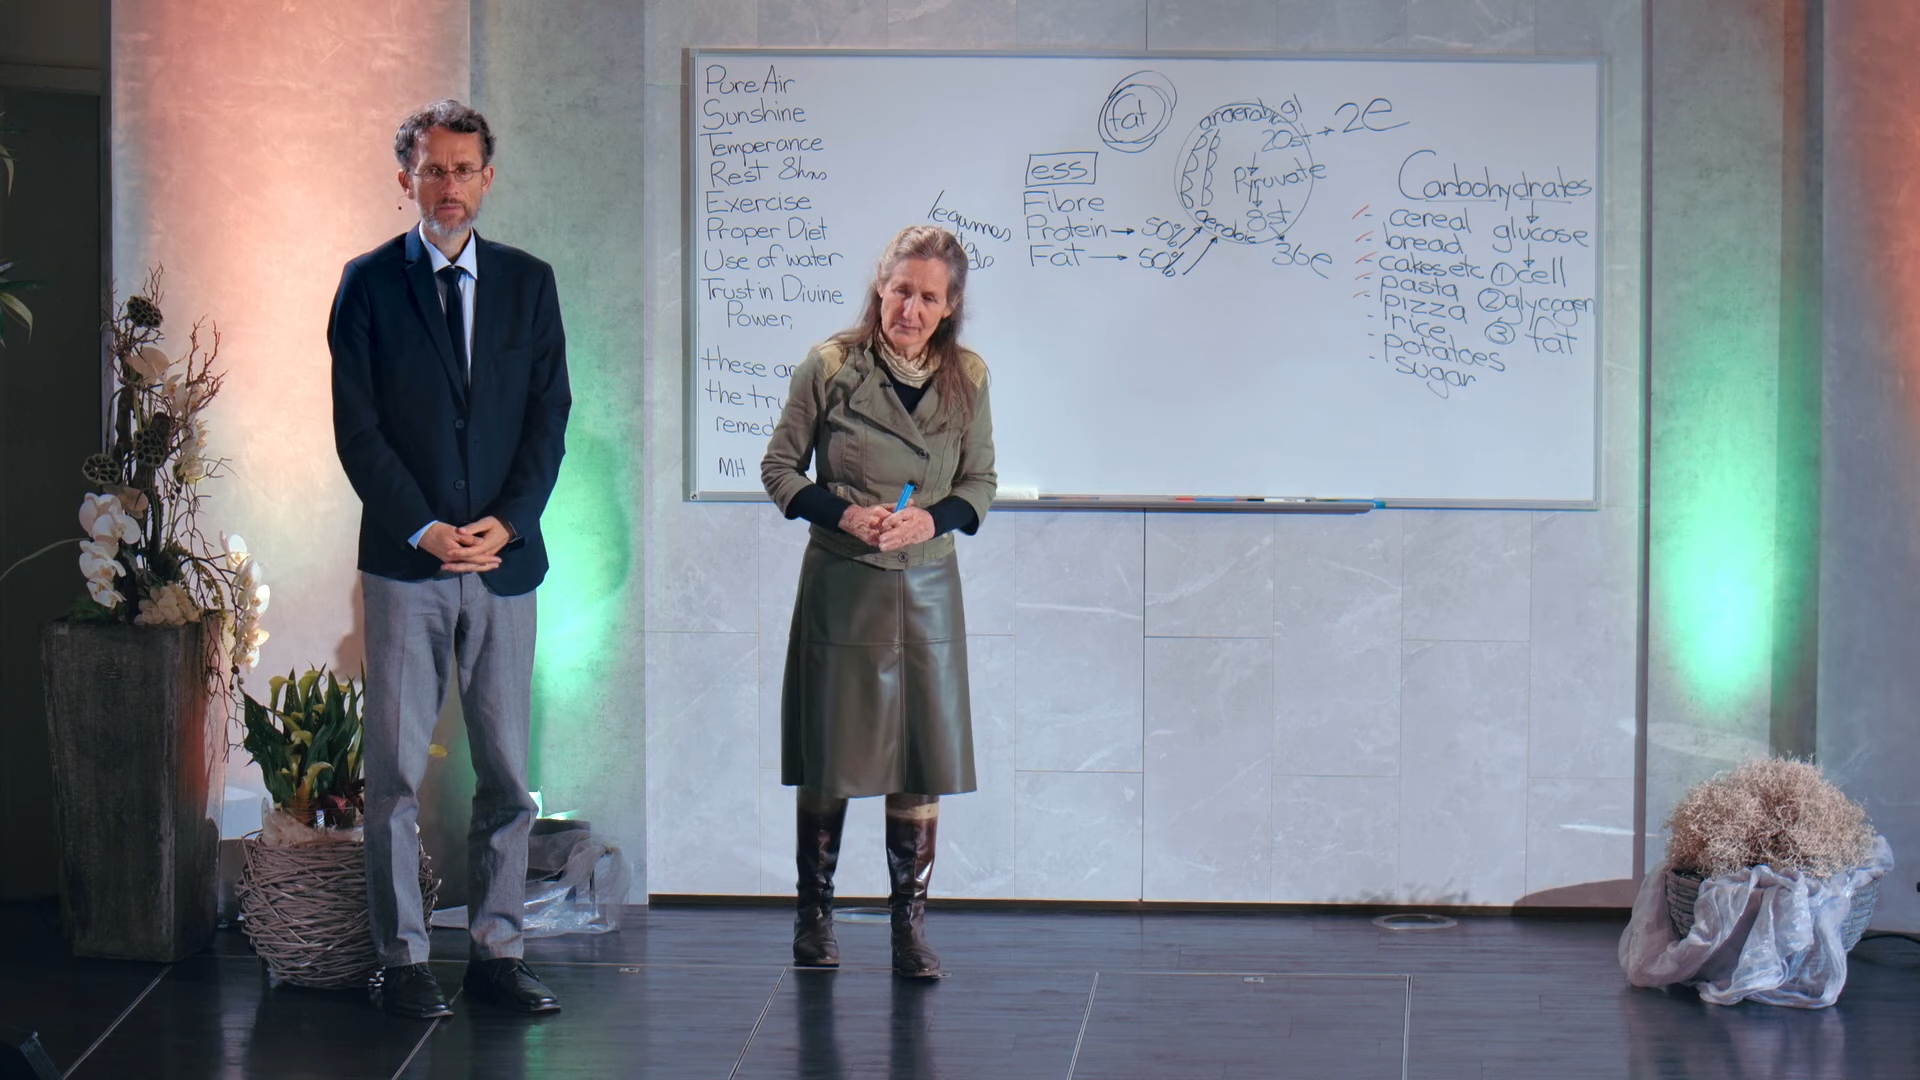 Pure Air
Sunshine
Temperance
Rest 8hrs
Exercise
Proper Diet
Use of water
Trust in Divine
Power,
these
the
MH
legumes
fat
ess
Fibre
Protein → 50%
Fat → 50%
anaerobic
20st → 2e
Pyruvate
8st
aerobic
36e
Carbohydrates
- cereal
- bread
- cakes etc
- pasta
- pizza
- rice
- potatoes
- sugar
glucose
① cell
② glycogen
③ fat